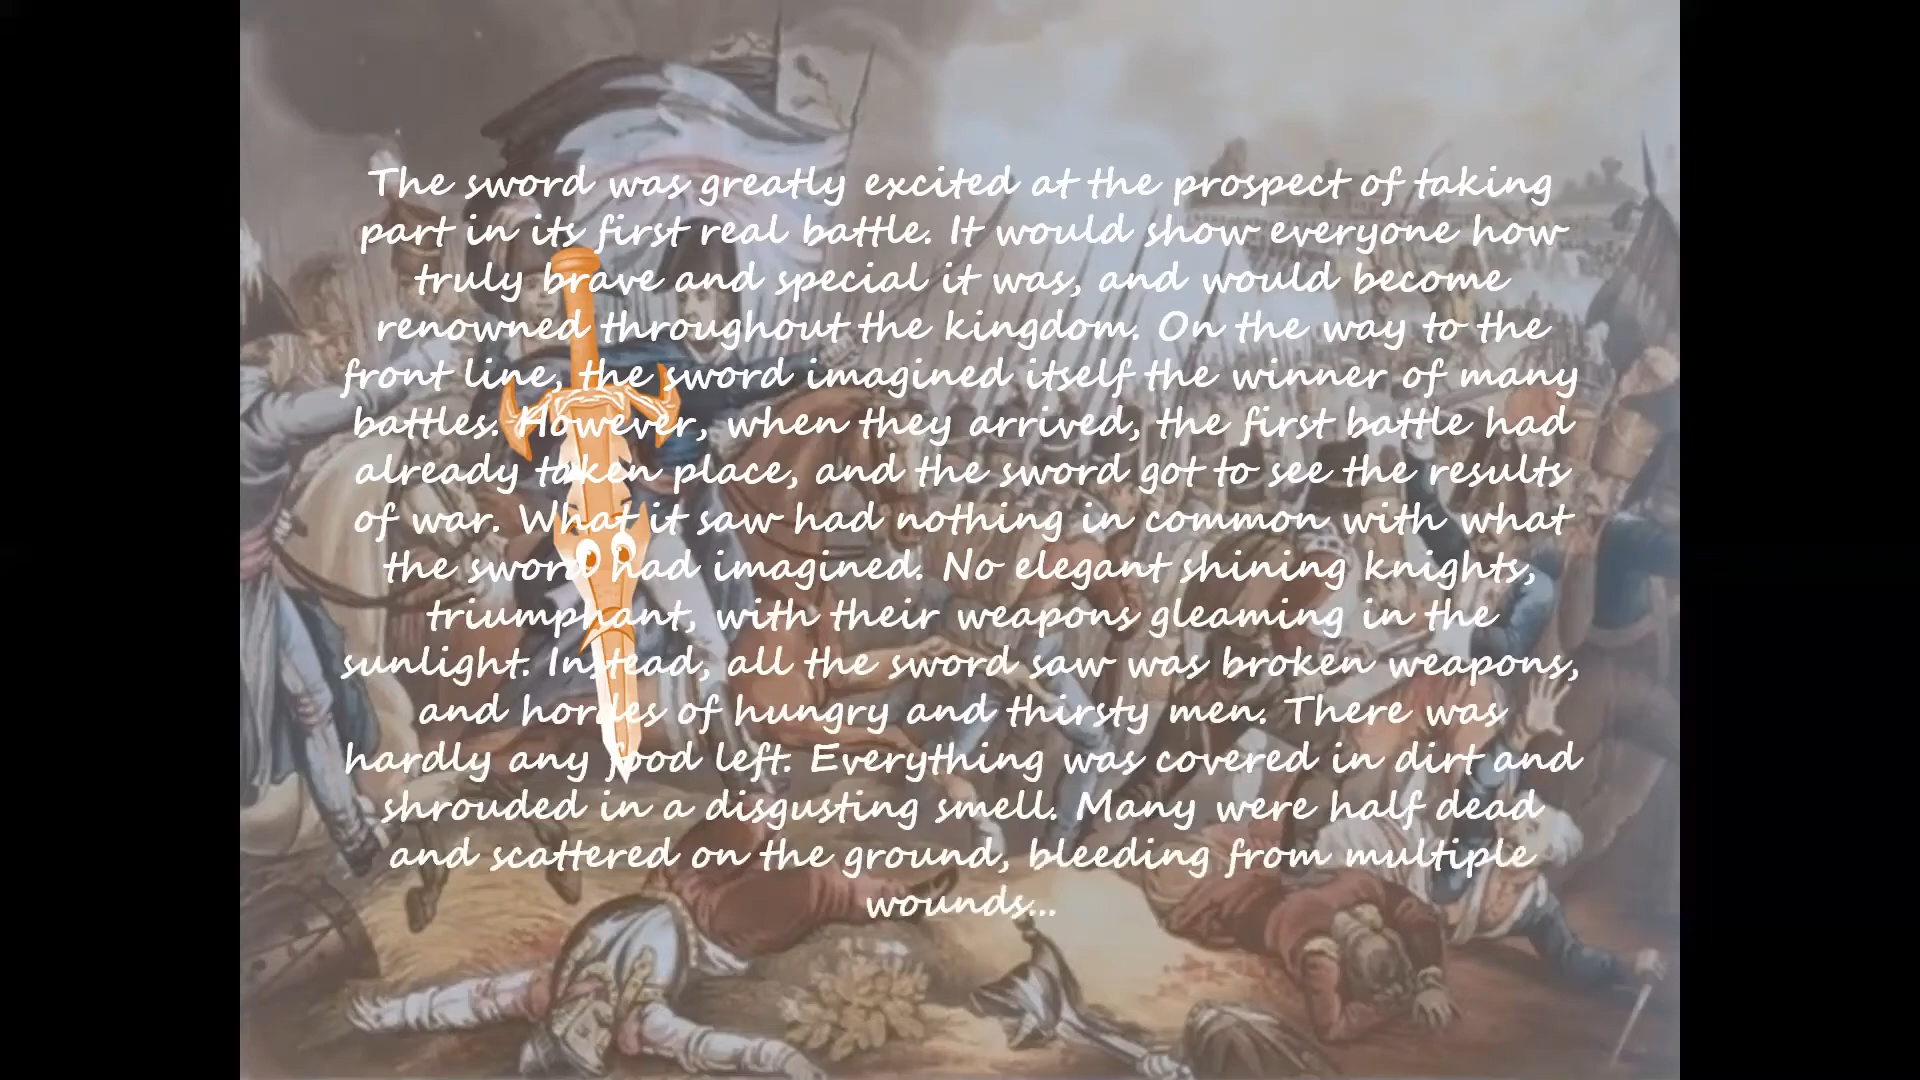 The sword was greatly excited at the prospect of taking
part in its first real battle. It would show everyone how
truly brave and special it was, and would become
renowned throughout the kingdom. On the way to the
front line, the sword imagined itself the winner of many
battles. However, when they arrived, the first battle had
already taken place, and the sword got to see the results
of war. What it saw had nothing in common with what
the sword had imagined. No elegant shining knights,
triumphant, with their weapons gleaming in the
sunlight. Instead, all the sword saw was broken weapons,
and hordes of hungry and thirsty men. There was
hardly any food left. Everything was covered in dirt and
shrouded in a disgusting smell. Many were half dead
and scattered on the ground, bleeding from multiple
wounds...